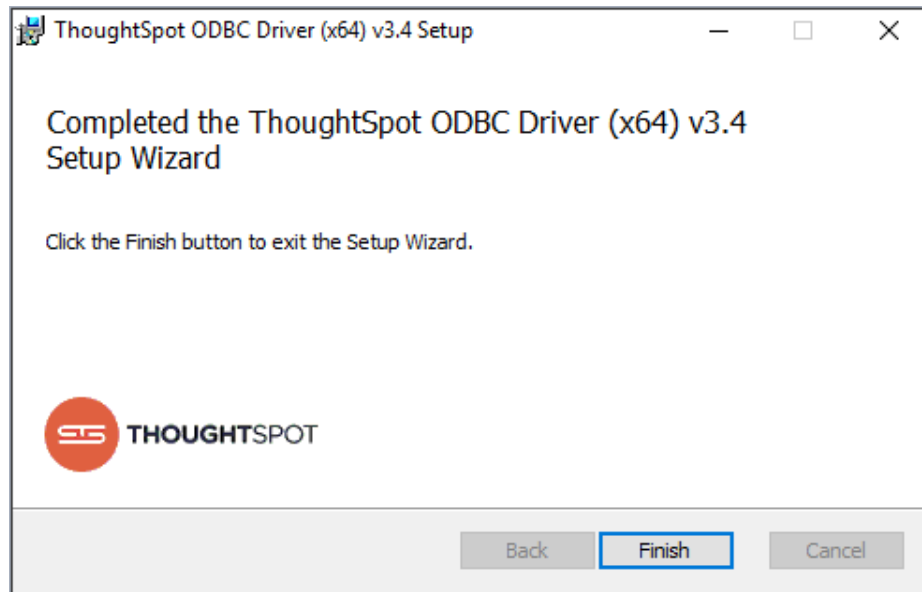 ThoughtSpot ODBC Driver (x64) v3.4 Setup
Completed the ThoughtSpot ODBC Driver (x64) v3.4
Setup Wizard
Click the Finish button to exit the Setup Wizard.
THOUGHTSPOT
Back
Finish
Cancel